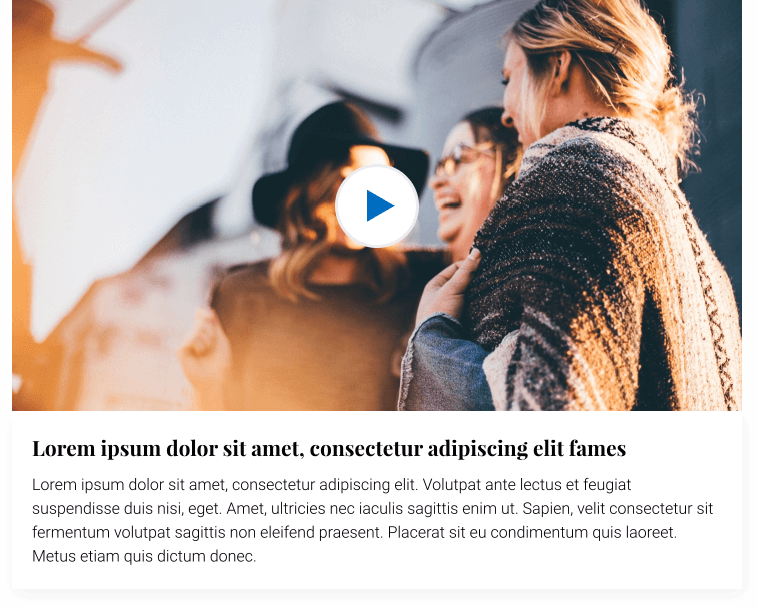 Lorem ipsum dolor sit amet, consectetur adipiscing elit fames
Lorem ipsum dolor sit amet, consectetur adipiscing elit. Volutpat ante lectus et feugiat
suspendisse duis nisi, eget. Amet, ultricies nec iaculis sagittis enim ut. Sapien, velit consectetur sit
fermentum volutpat sagittis non eleifend praesent. Placerat sit eu condimentum quis laoreet.
Metus etiam quis dictum donec.